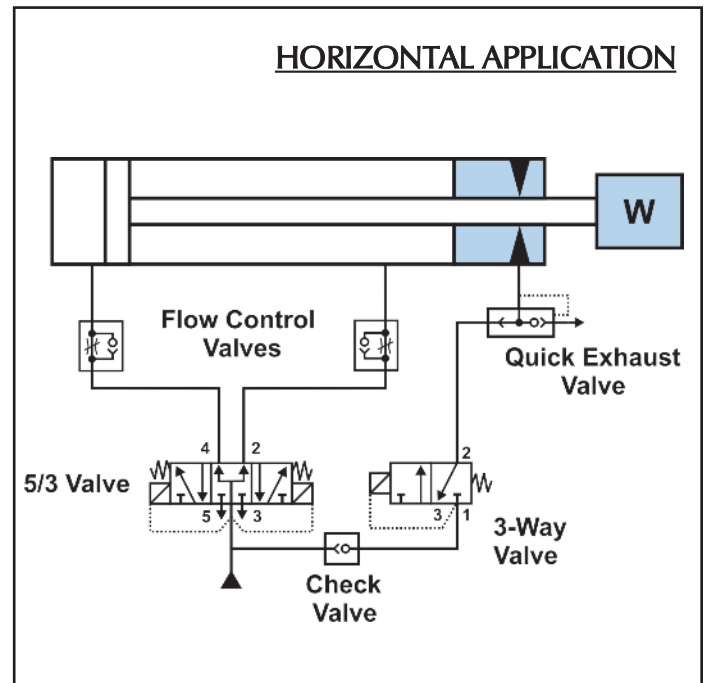 HORIZONTAL APPLICATION
W
Flow Control
Valves
Quick Exhaust
Valve
4 2
2
5/3 Valve
5 3
3 1
3-Way
Valve
Check
Valve